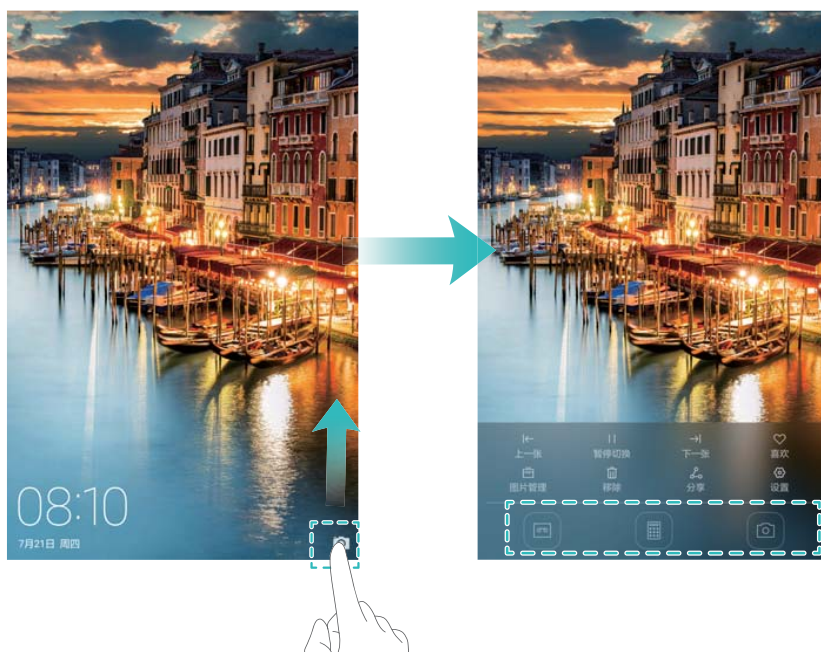 08:10
7月21日 周四
上一张 暂停切换 下一张 喜欢
图片管理 移除 分享 设置